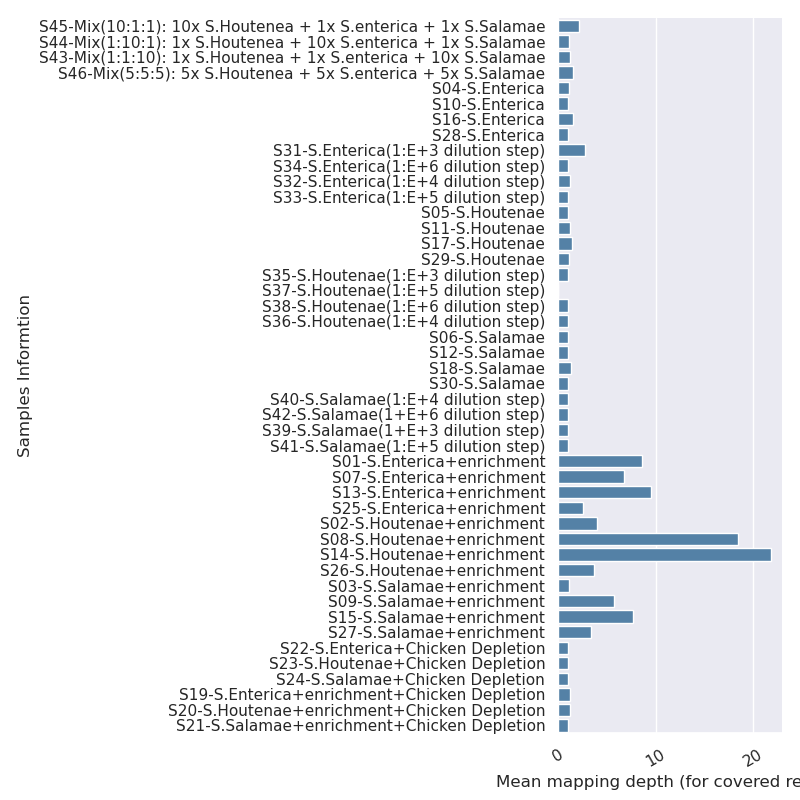 S45-Mix(10:1:1): 10x S.Houtenea + 1x S.enterica + 1x S.Salamae
S44-Mix(1:10:1): 1x S.Houtenea + 10x S.enterica + 1x S.Salamae
S43-Mix(1:1:10): 1x S.Houtenea + 1x S.enterica + 10x S.Salamae
S46-Mix(5:5:5): 5x S.Houtenea + 5x S.enterica + 5x S.Salamae
S04-S.Enterica
S10-S.Enterica
S16-S.Enterica
S28-S.Enterica
S31-S.Enterica(1:E+3 dilution step)
S34-S.Enterica(1:E+6 dilution step)
S32-S.Enterica(1:E+4 dilution step)
S33-S.Enterica(1:E+5 dilution step)
S05-S.Houtenae
S11-S.Houtenae
S17-S.Houtenae
S29-S.Houtenae
S35-S.Houtenae(1:E+3 dilution step)
S37-S.Houtenae(1:E+5 dilution step)
S38-S.Houtenae(1:E+6 dilution step)
S36-S.Houtenae(1:E+4 dilution step)
S06-S.Salamae
S12-S.Salamae
S18-S.Salamae
S30-S.Salamae
S40-S.Salamae(1:E+4 dilution step)
S42-S.Salamae(1+E+6 dilution step)
S39-S.Salamae(1+E+3 dilution step)
S41-S.Salamae(1:E+5 dilution step)
S01-S.Enterica+enrichment
S07-S.Enterica+enrichment
S13-S.Enterica+enrichment
S25-S.Enterica+enrichment
S02-S.Houtenae+enrichment
S08-S.Houtenae+enrichment
S14-S.Houtenae+enrichment
S26-S.Houtenae+enrichment
S03-S.Salamae+enrichment
S09-S.Salamae+enrichment
S15-S.Salamae+enrichment
S27-S.Salamae+enrichment
S22-S.Enterica+Chicken Depletion
S23-S.Houtenae+Chicken Depletion
S24-S.Salamae+Chicken Depletion
S19-S.Enterica+enrichment+Chicken Depletion
S20-S.Houtenae+enrichment+Chicken Depletion
S21-S.Salamae+enrichment+Chicken Depletion
Samples Informtion
0 10 20
Mean mapping depth (for covered re